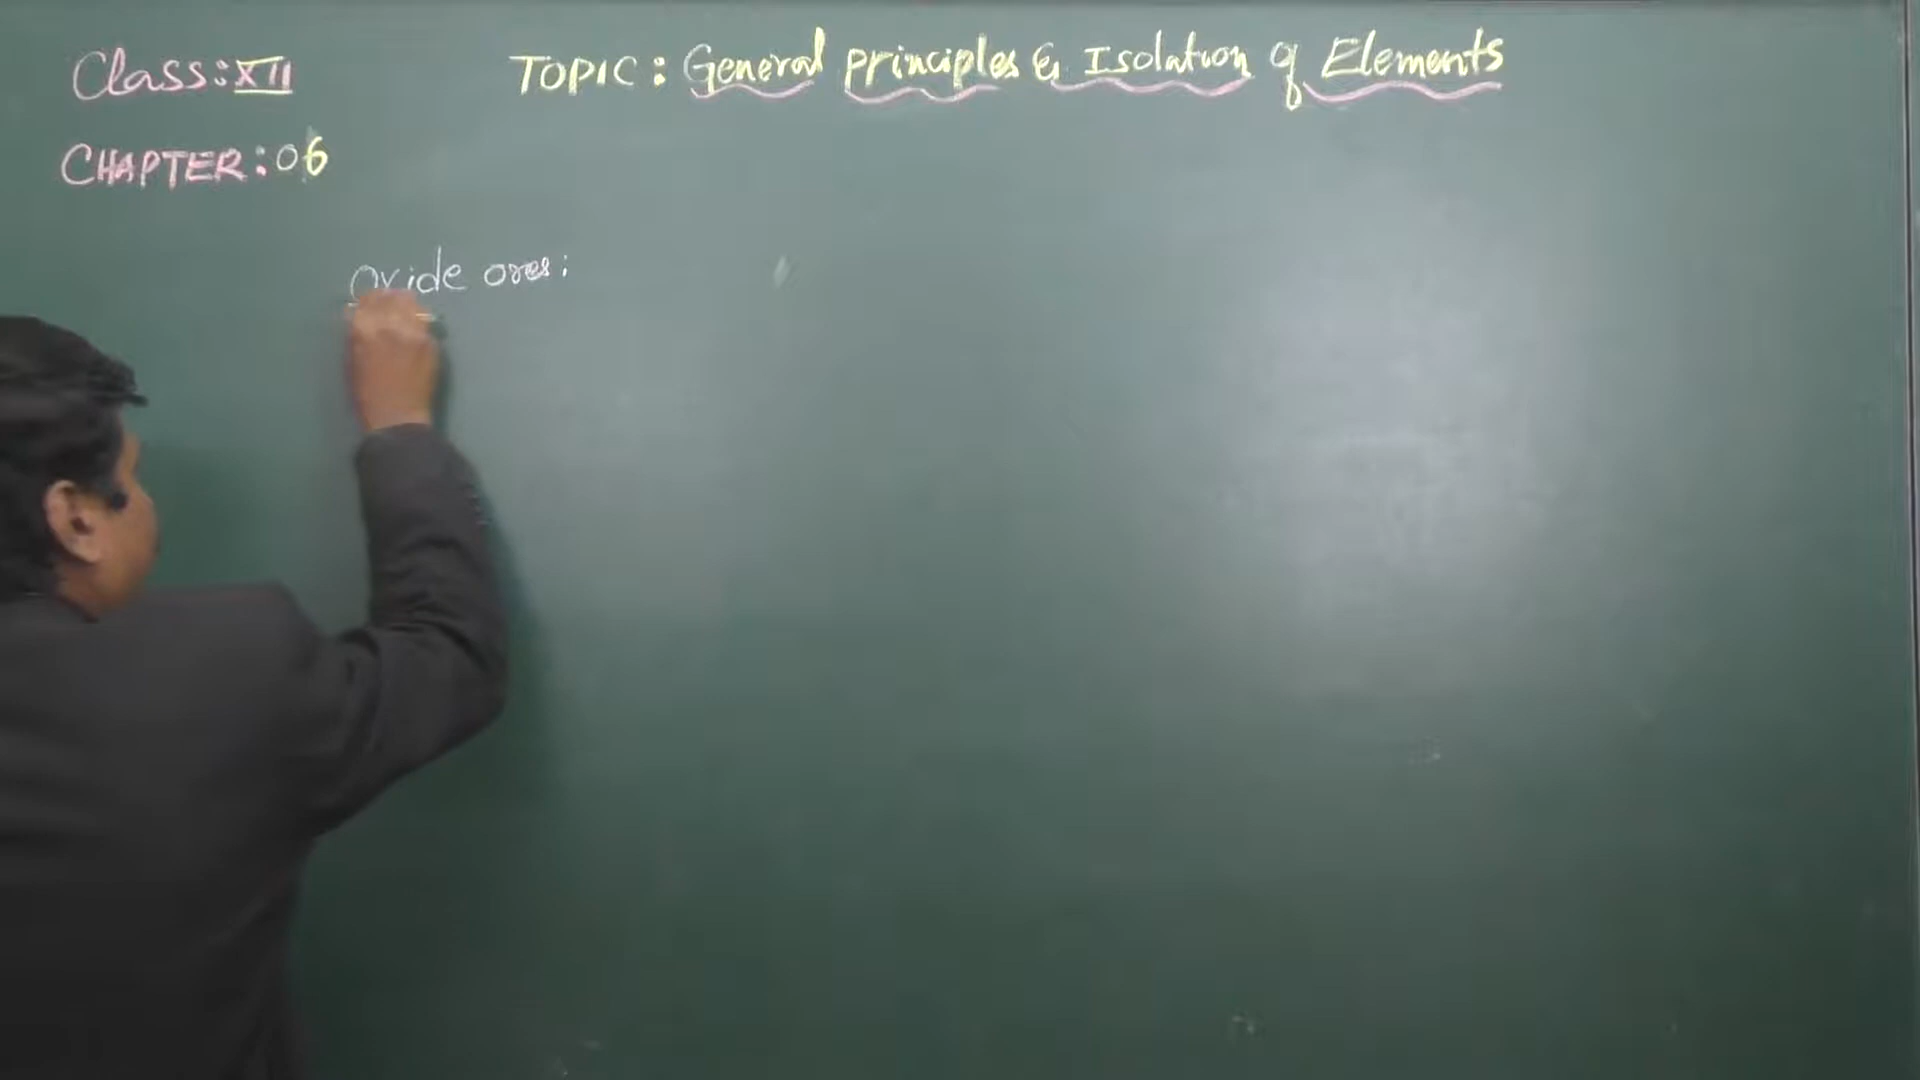 Class: XII
TOPIC: General principles & Isolation of Elements
CHAPTER: 06
Oxide ores: